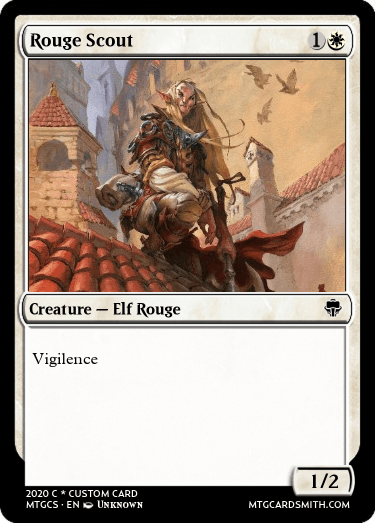 Rouge Scout 1
Creature — Elf Rouge
Vigilence
1/2
2020 C * CUSTOM CARD
MTGCS · EN Unknown MTGCARDSMITH.COM